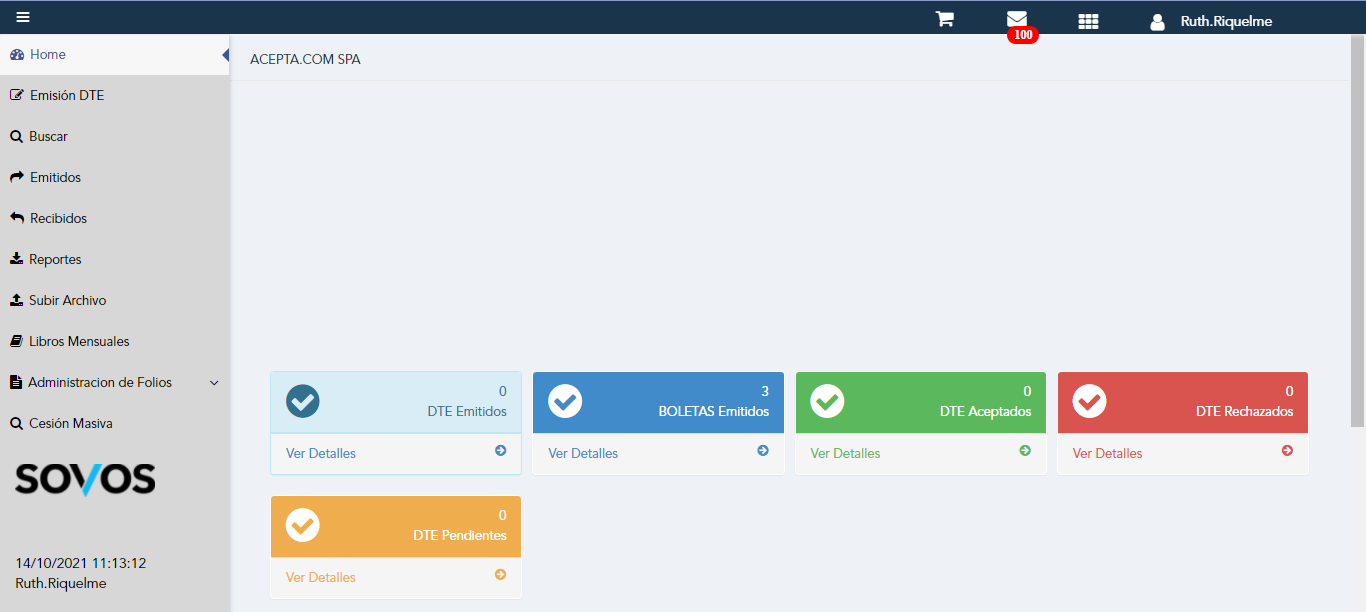 100
Ruth.Riquelme
Home
ACEPTA.COM SPA
Emisión DTE
Buscar
Emitidos
Recibidos
Reportes
Subir Archivo
Libros Mensuales
Administracion de Folios
Cesión Masiva
SOVOS
14/10/2021 11:13:12
Ruth.Riquelme
0
DTE Emitidos
Ver Detalles
3
BOLETAS Emitidos
Ver Detalles
0
DTE Aceptados
Ver Detalles
0
DTE Rechazados
Ver Detalles
0
DTE Pendientes
Ver Detalles